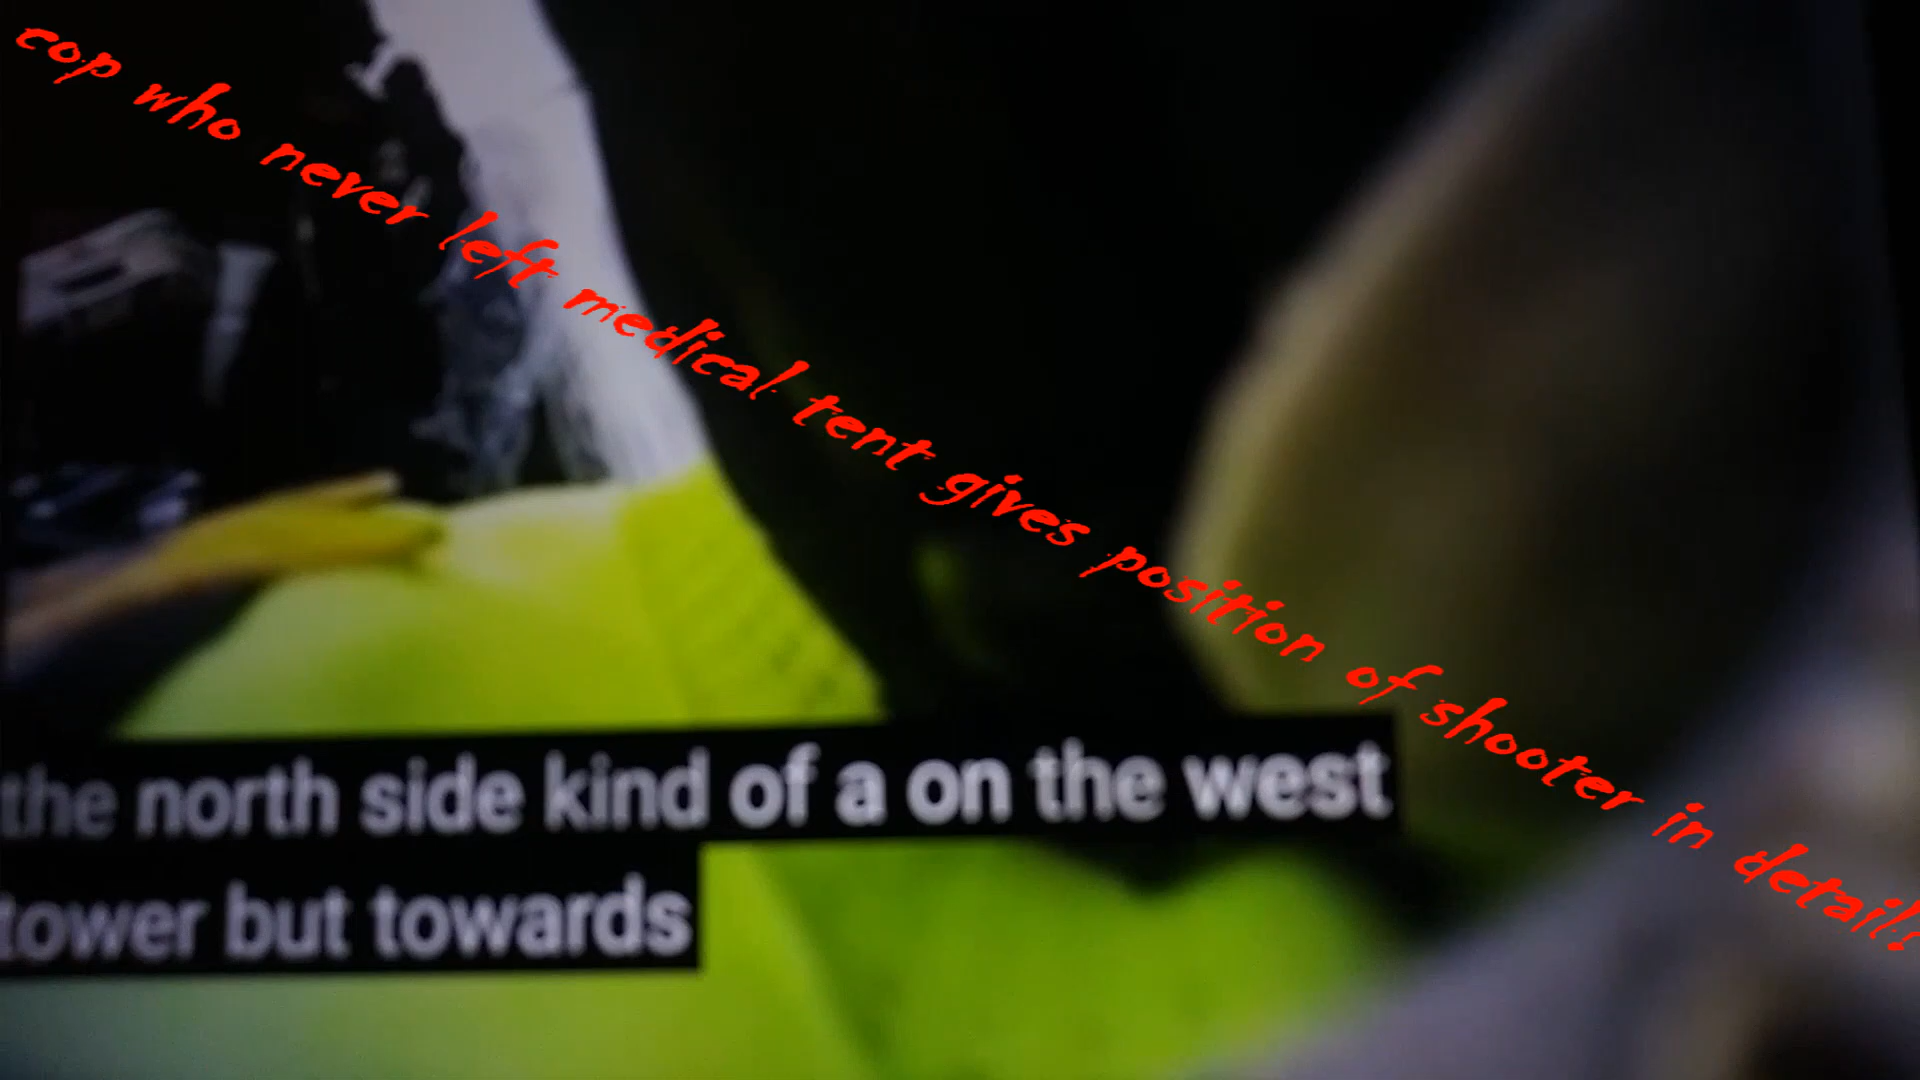 cop who never left medical tent gives position of shooter in detail!
the north side kind of a on the west
tower but towards